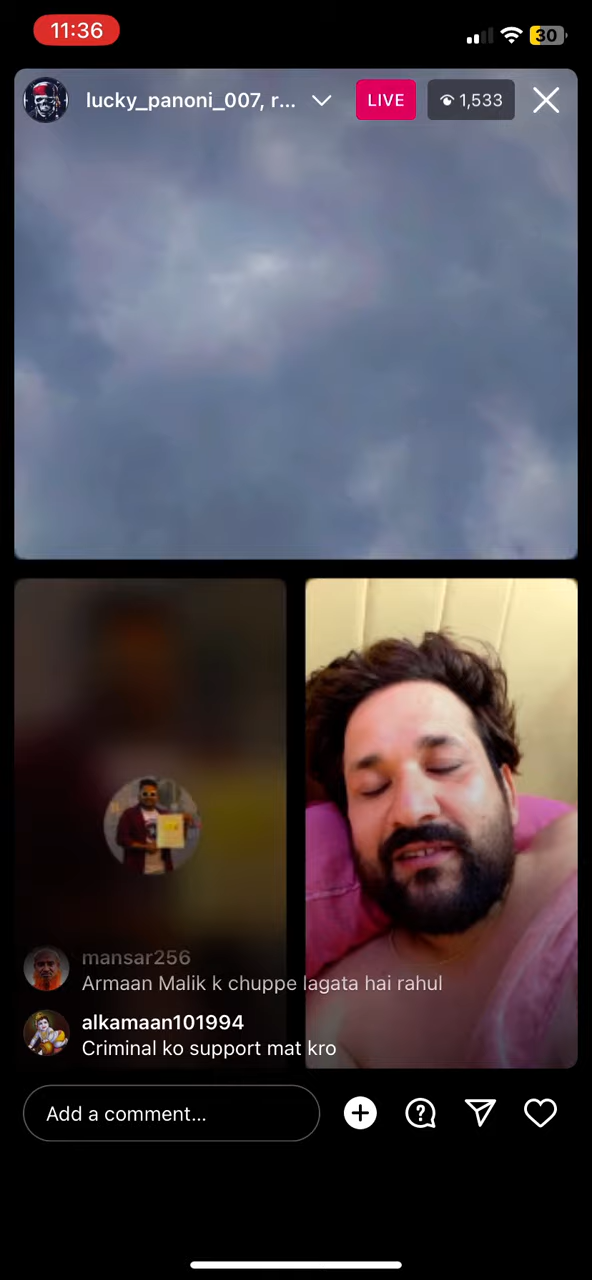 11:36
30
lucky_panoni_007, r...
LIVE
1,533
mansar256
Armaan Malik k chuppe lagata hai rahul
alkamaan101994
Criminal ko support mat kro
Add a comment...